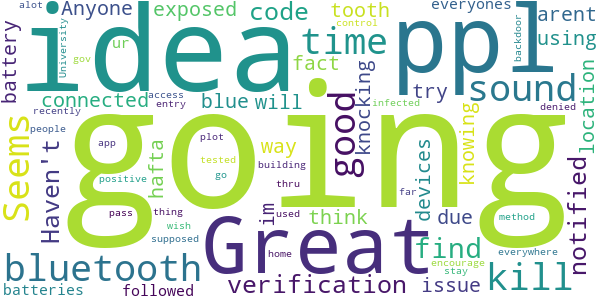 alot
everyones
control
Anyone
exposed
code
tooth
arent
University
idea
ppl
backdoor
ur
time
using
fact
gov
battery
sound
connected
blue
will
try
access
entry
infected
denied
recently
good
knocking
people
plot
way
knowing
location
Seems
Haven't
going
app
tested
building
hafta
devices
notified
positive
go
thru
far
pass
thing
used
im
think
due
method
wish
supposed
Great
find
home
everywhere
bluetooth
encourage
kill
stay
verification
issue
batteries
followed